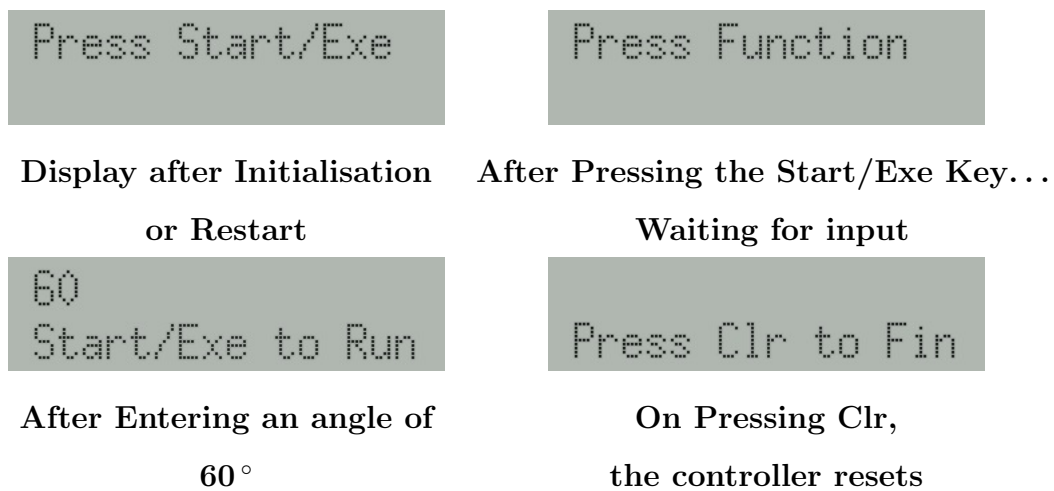 Press Start/Exe
Press Function
Display after Initialisation
or Restart
After Pressing the Start/Exe Key...
Waiting for input
60
Start/Exe to Run
Press Clr to Fin
After Entering an angle of
60°
On Pressing Clr,
the controller resets